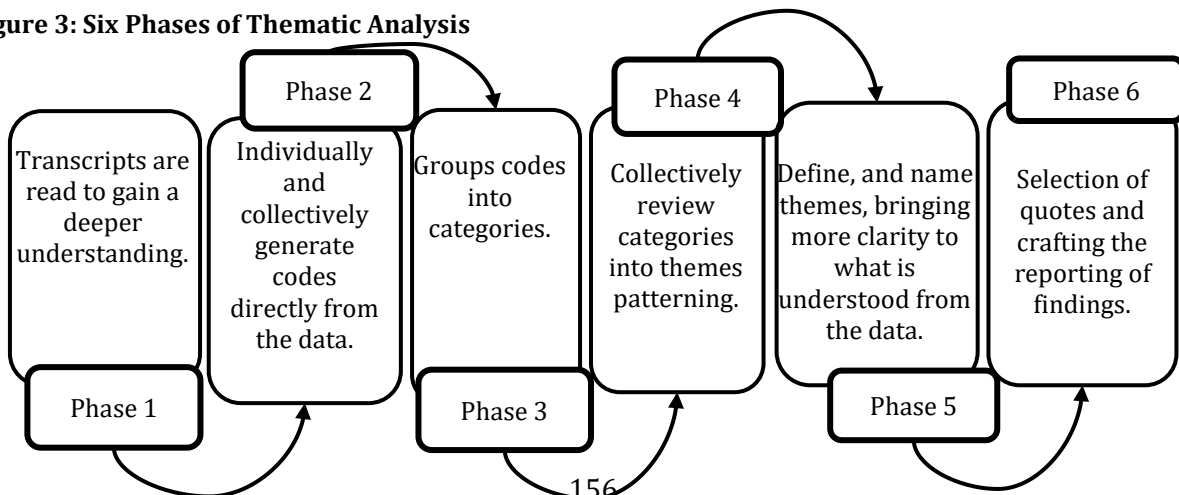 gure 3: Six Phases of Thematic Analysis
Phase 1
Transcripts are
read to gain a
deeper
understanding.
Phase 2
Individually
and
collectively
generate
codes
directly from
the data.
Phase 3
Groups codes
into
categories.
Phase 4
Collectively
review
categories
into themes
patterning.
Phase 5
Define, and name
themes, bringing
more clarity to
what is
understood from
the data.
Phase 6
Selection of
quotes and
crafting the
reporting of
findings.
156